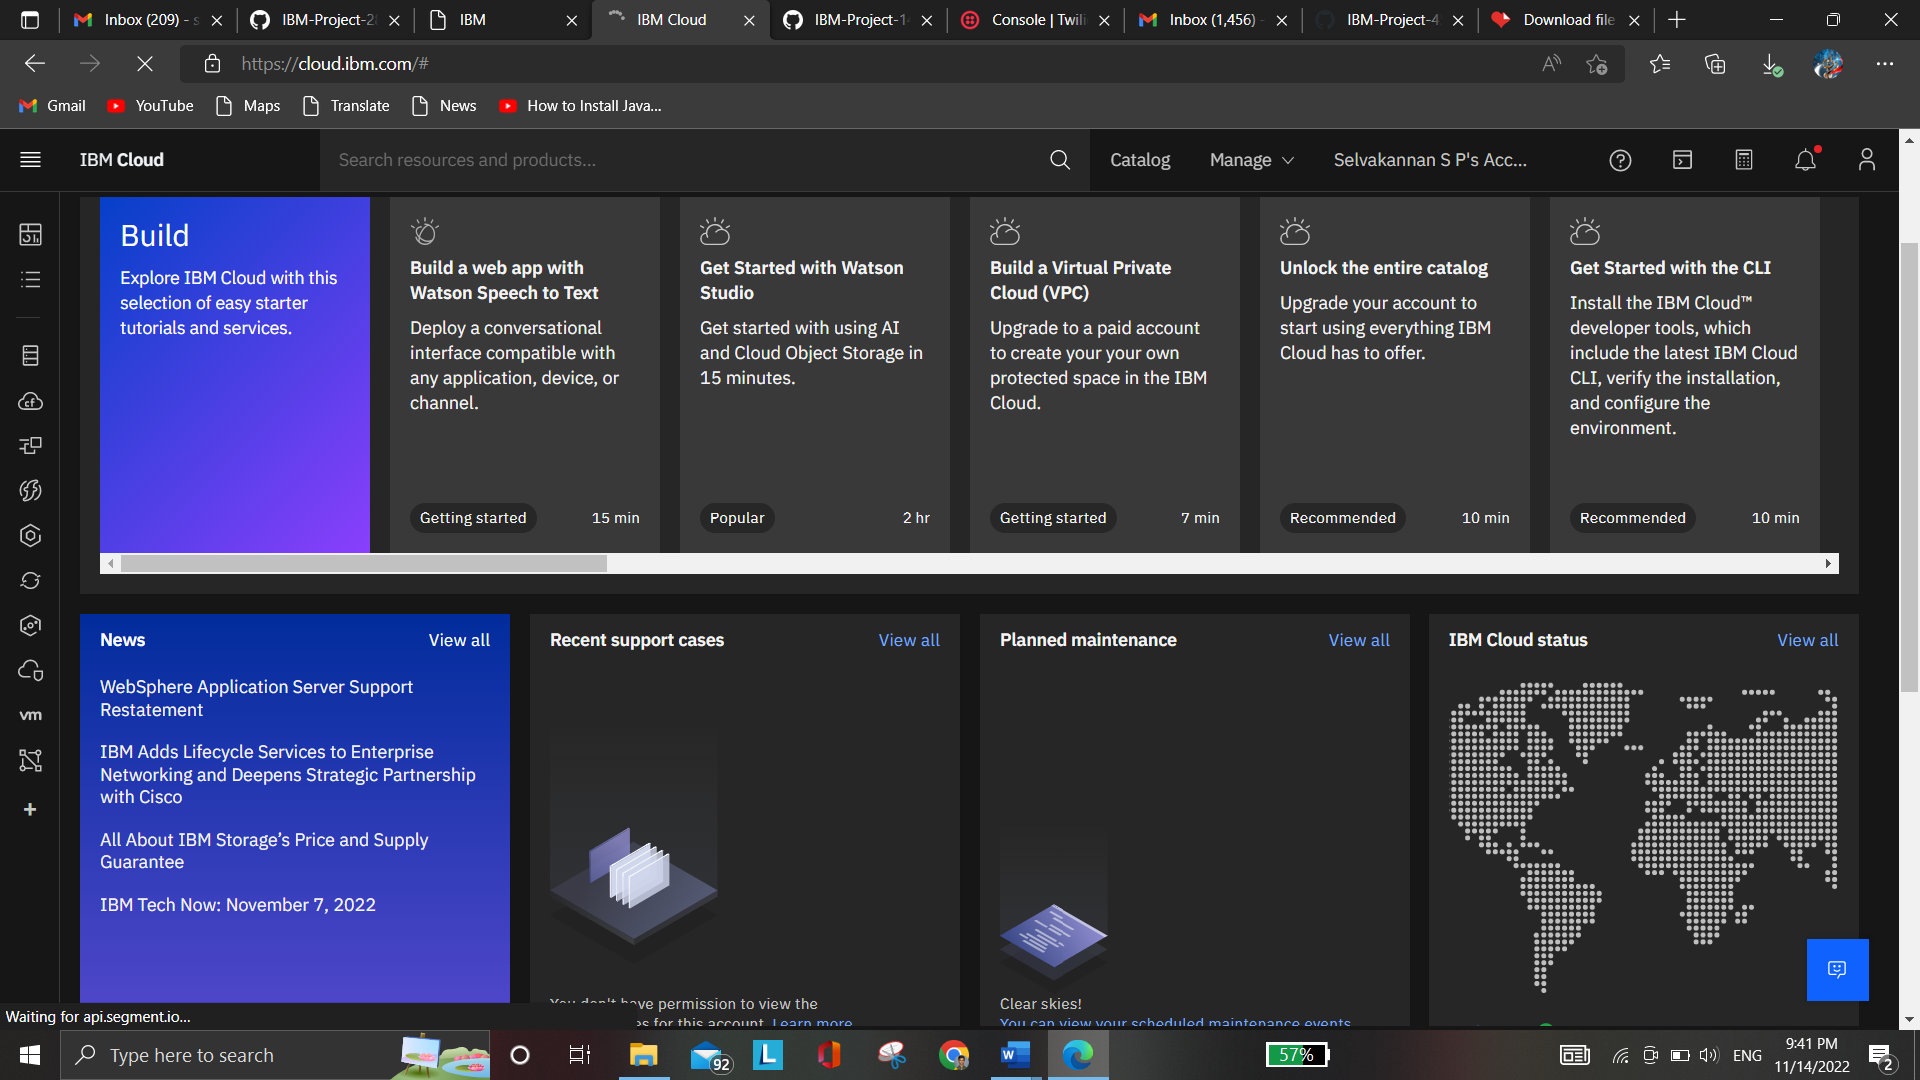 Inbox (209) - s
IBM-Project-2
IBM
IBM Cloud
IBM-Project-1
Console | Twili
Inbox (1,456) -
IBM-Project-4
Download file
https://cloud.ibm.com/#
Gmail
YouTube
Maps
Translate
News
How to Install Java...
IBM Cloud
Search resources and products...
Catalog
Manage
Selvakannan S P's Acc...
Build
Explore IBM Cloud with this
selection of easy starter
tutorials and services.
Build a web app with
Watson Speech to Text
Deploy a conversational
interface compatible with
any application, device, or
channel.
Getting started
15 min
Get Started with Watson
Studio
Get started with using AI
and Cloud Object Storage in
15 minutes.
Popular
2 hr
Build a Virtual Private
Cloud (VPC)
Upgrade to a paid account
to create your your own
protected space in the IBM
Cloud.
Getting started
7 min
Unlock the entire catalog
Upgrade your account to
start using everything IBM
Cloud has to offer.
Recommended
10 min
Get Started with the CLI
Install the IBM Cloud™
developer tools, which
include the latest IBM Cloud
CLI, verify the installation,
and configure the
environment.
Recommended
10 min
News
View all
WebSphere Application Server Support
Restatement
IBM Adds Lifecycle Services to Enterprise
Networking and Deepens Strategic Partnership
with Cisco
All About IBM Storage's Price and Supply
Guarantee
IBM Tech Now: November 7, 2022
Recent support cases
View all
You don't have permission to view the
es for this account. Learn more
Planned maintenance
View all
Clear skies!
You can view your scheduled maintenance events
IBM Cloud status
View all
cf
vm
Waiting for api.segment.io...
Type here to search
92
L
W
57%
ENG
9:41 PM
11/14/2022
2